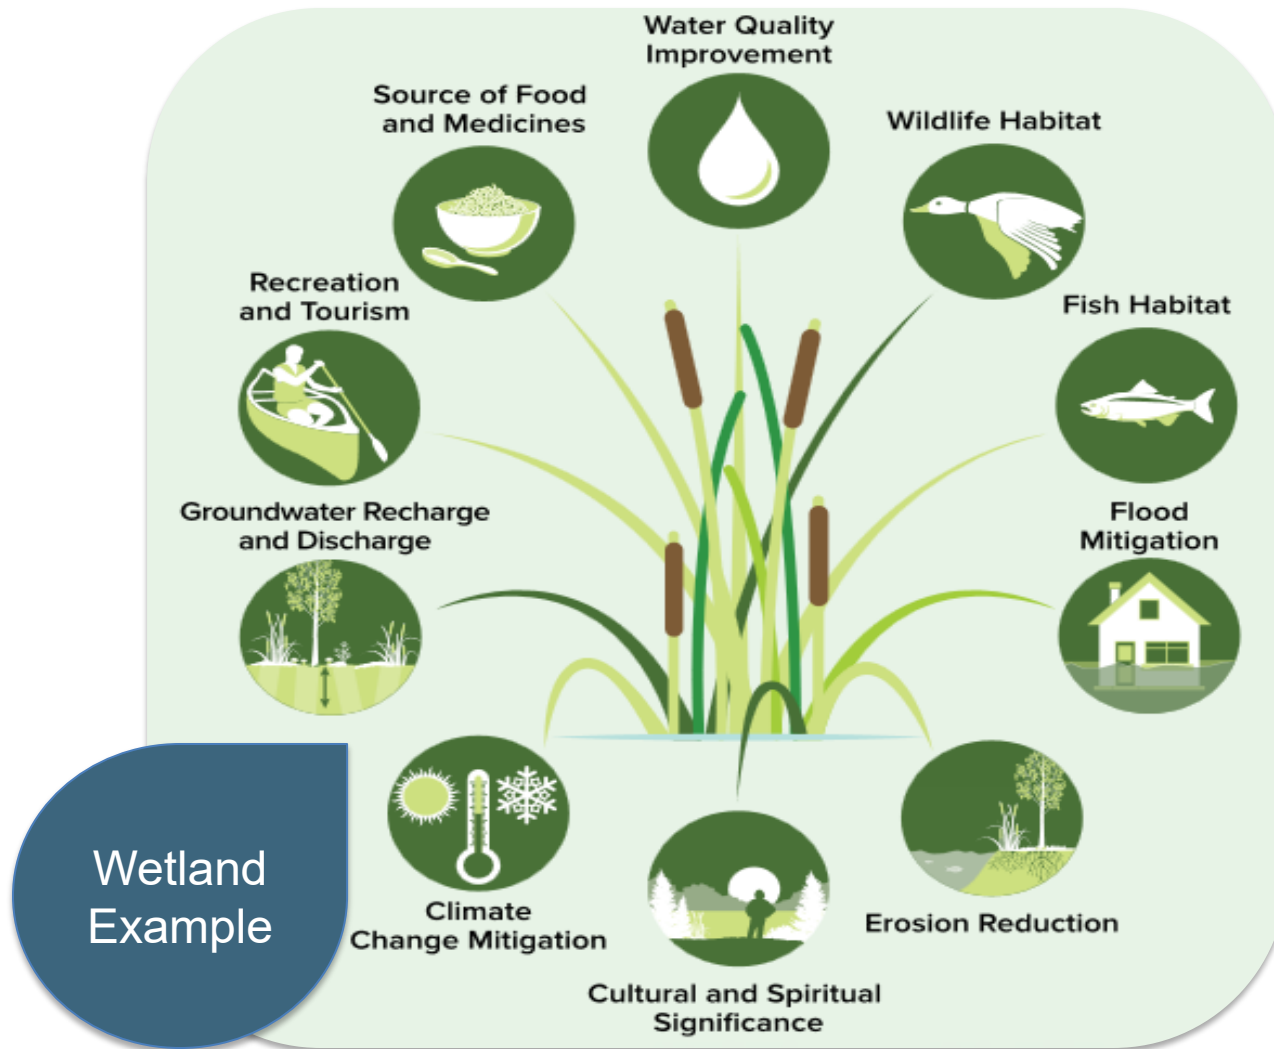 Water Quality
Improvement
Source of Food
and Medicines
Wildlife Habitat
Recreation
and Tourism
Fish Habitat
Groundwater Recharge
and Discharge
Flood
Mitigation
Wetland
Example
Climate
Change Mitigation
Erosion Reduction
Cultural and Spiritual
Significance